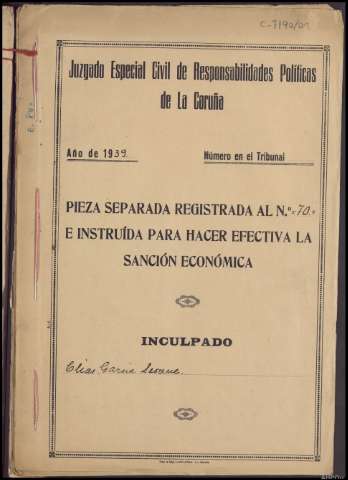 C-7190/01
Juzgado Especial Civil de Responsabilidades Políticas
de La Coruña
Año de 1939.
Número en el Tribunal
PIEZA SEPARADA REGISTRADA AL N.º 70.
E INSTRUÍDA PARA HACER EFECTIVA LA
SANCIÓN ECONÓMICA
INCULPADO
Elías García Seoane